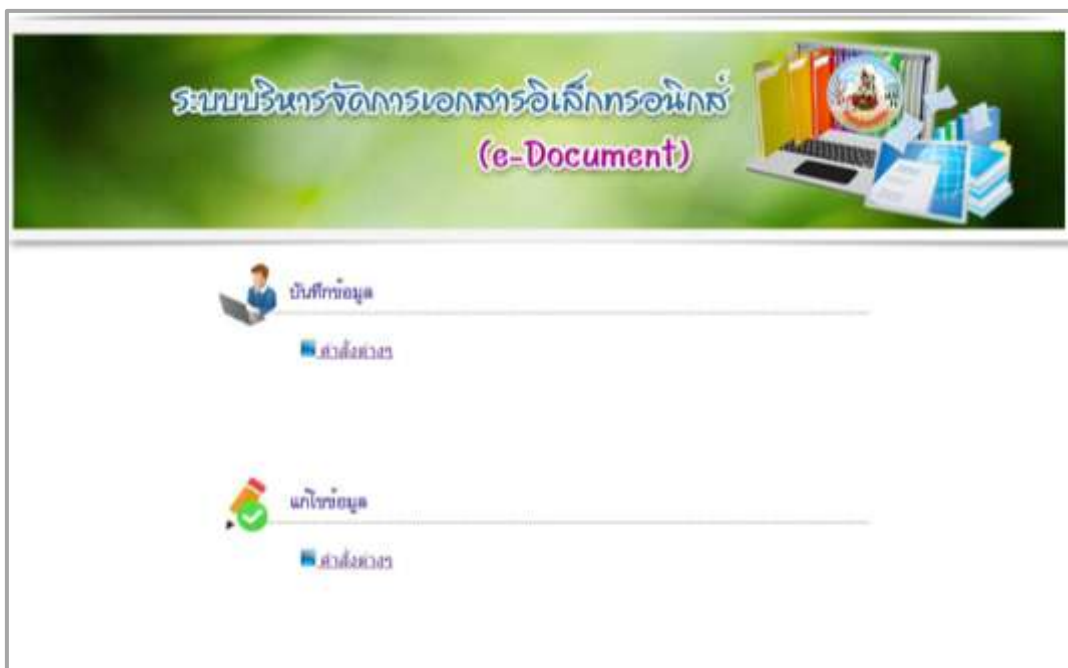 ระบบบริหารจัดการเอกสารอิเล็กทรอนิกส์
(e-Document)
บันทึกข้อมูล
คำสั่งต่างๆ
แก้ไขข้อมูล
คำสั่งต่างๆ